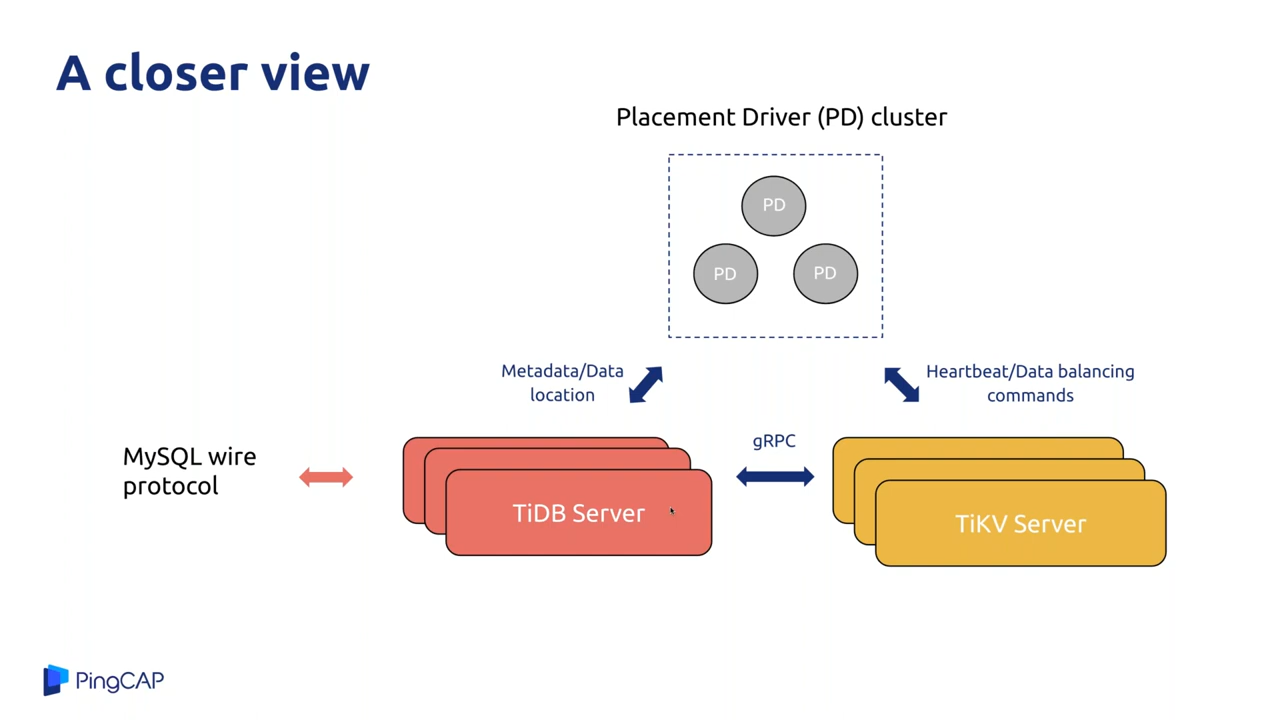 A closer view
Placement Driver (PD) cluster
PD
PD
PD
Metadata/Data
location
Heartbeat/Data balancing
commands
gRPC
MySQL wire
protocol
TiDB Server
TiKV Server
PingCAP